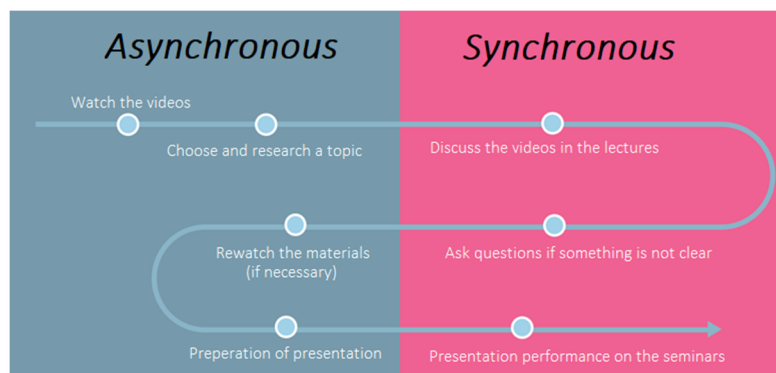 Asynchronous
Synchronous
Watch the videos
Choose and research a topic
Discuss the videos in the lectures
Ask questions if something is not clear
Rewatch the materials
(if necessary)
Preperation of presentation
Presentation performance on the seminars